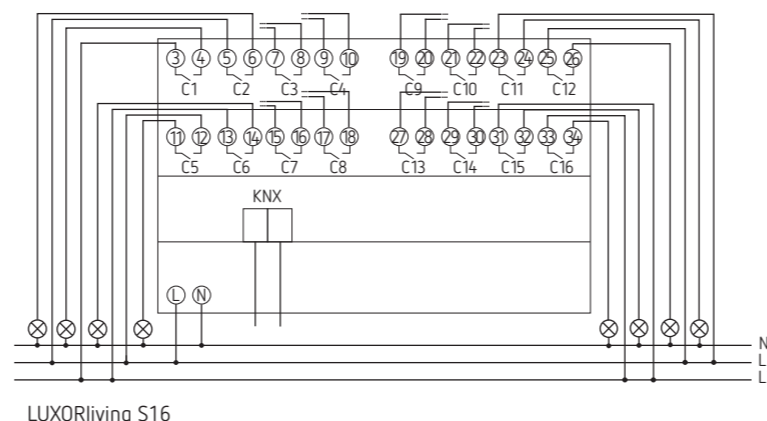 3 4 5 6 7 8 9 10 19 20 21 22 23 24 25 26
C1 C2 C3 C4 C9 C10 C11 C12
11 12 13 14 15 16 17 18 27 28 29 30 31 32 33 34
C5 C6 C7 C8 C13 C14 C15 C16
KNX
L N
N
L
L
LUXORliving S16